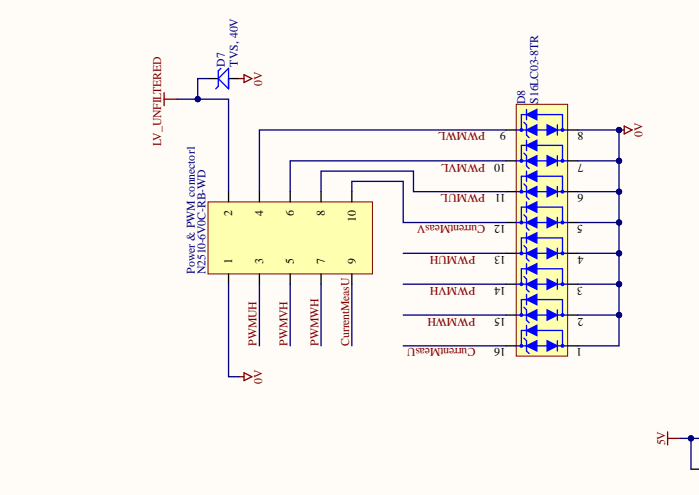 LV_UNFILTERED
D7
TVS, 40V
0V
Power & PWM connector1
N2510-6V0C-RB-WD
2
4
6
8
10
1
3
5
7
9
PWMUH
PWMVH
PWMWH
CurrentMeasU
0V
D8
S16LC03-8TR
PWMWL
9
8
0V
PWMVL
10
7
PWMUL
11
6
CurrentMeasV
12
5
PWMUH
13
4
PWMVH
14
3
PWMWH
15
2
CurrentMeasU
16
1
5V